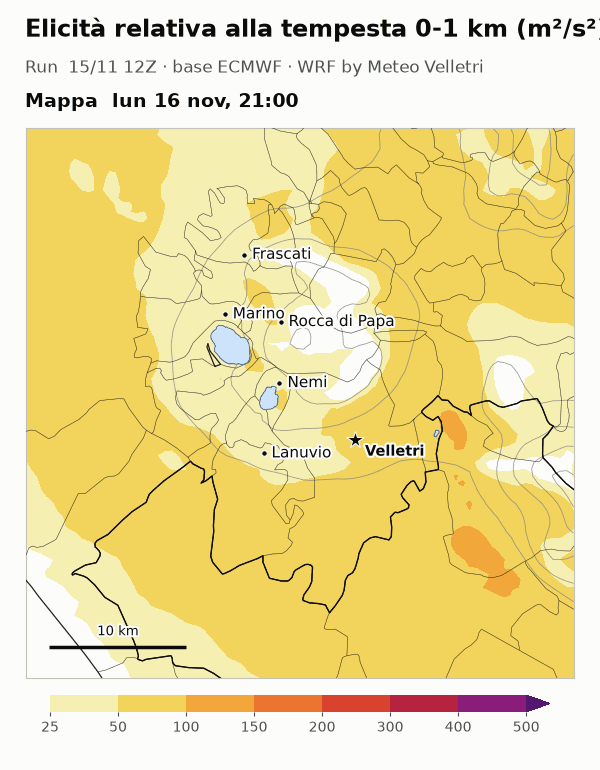 Elicità relativa alla tempesta 0-1 km (m²/s²)
Run  15/11 12Z · base ECMWF · WRF by Meteo Velletri
Mappa  lun 16 nov, 21:00
Frascati
Marino
Rocca di Papa
Nemi
Lanuvio
Velletri
10 km
25 50 100 150 200 300 400 500